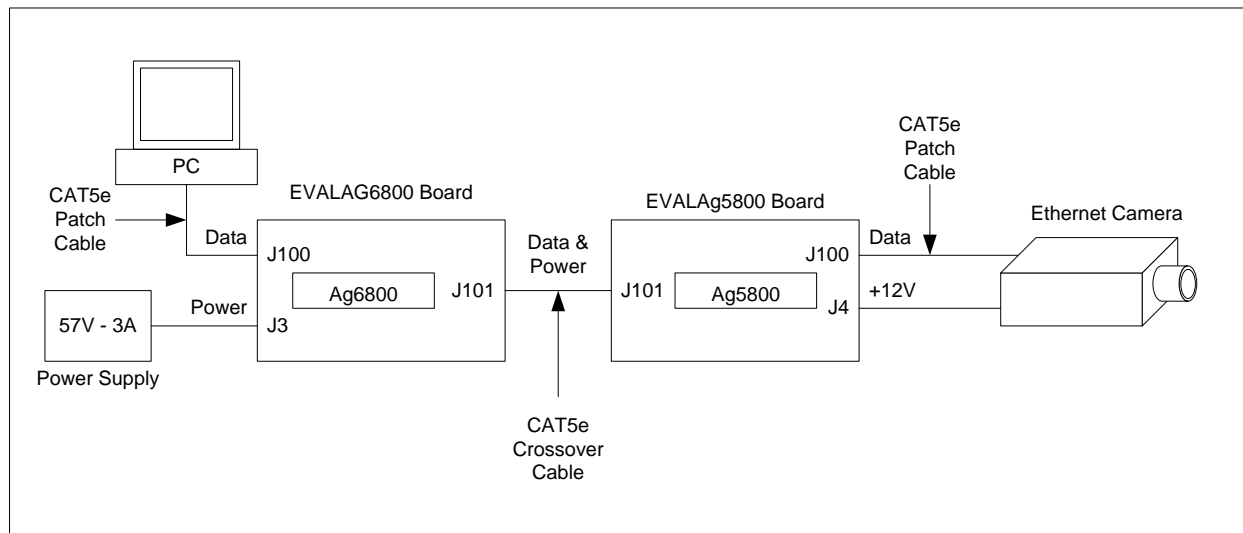 PC
CAT5e
Patch
Cable
Data
Power
57V - 3A
Power Supply
EVALAG6800 Board
J100
Ag6800
J101
J3
Data &
Power
CAT5e
Crossover
Cable
EVALAg5800 Board
J101
Ag5800
J100
J4
Data
+12V
CAT5e
Patch
Cable
Ethernet Camera